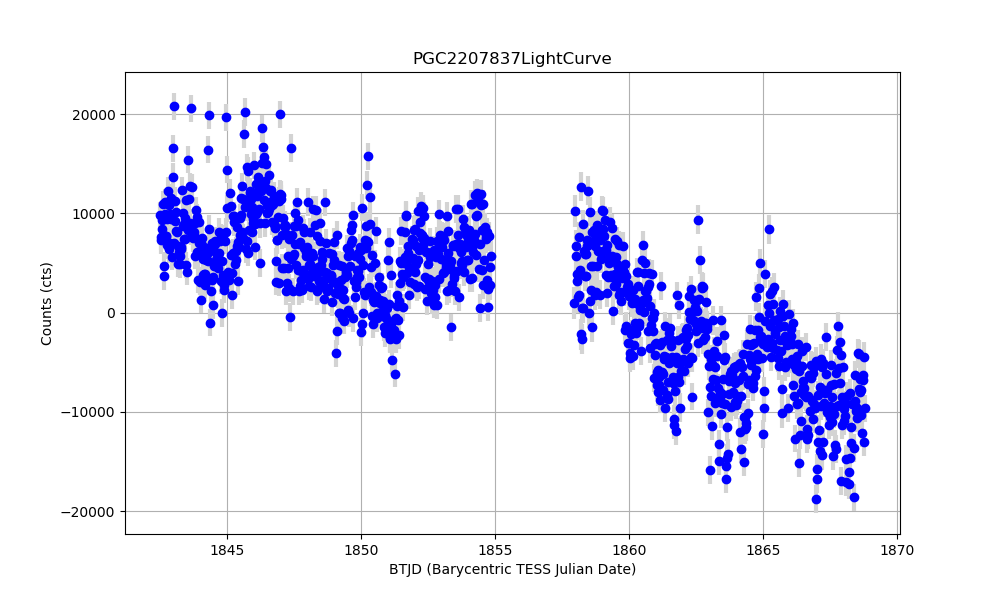 PGC2207837LightCurve
20000
10000
0
−10000
−20000
Counts (cts)
1845 1850 1855 1860 1865 1870
BTJD (Barycentric TESS Julian Date)